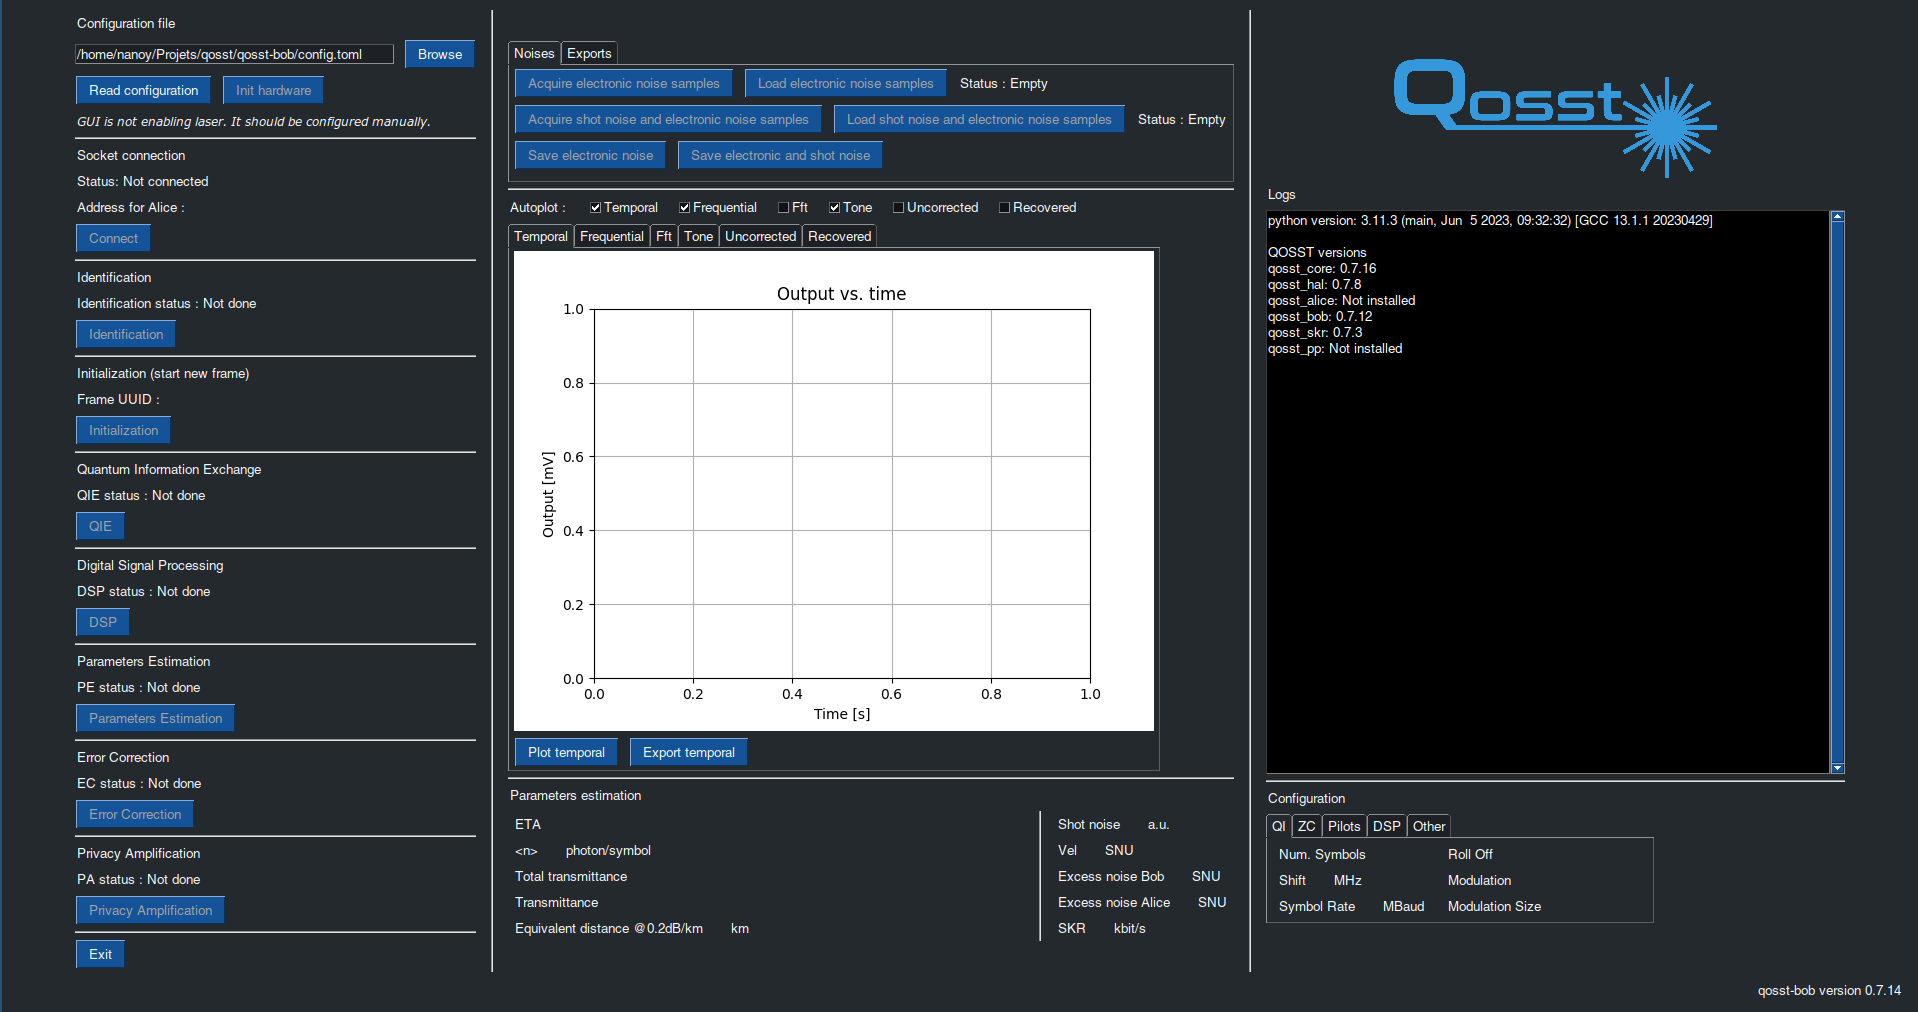 Configuration file
/home/nanoy/Projets/qosst/qosst-bob/config.toml
Browse
Read configuration
Init hardware
GUI is not enabling laser. It should be configured manually.
Socket connection
Status: Not connected
Address for Alice :
Connect
Identification
Identification status : Not done
Identification
Initialization (start new frame)
Frame UUID :
Initialization
Quantum Information Exchange
QIE status : Not done
QIE
Digital Signal Processing
DSP status : Not done
DSP
Parameters Estimation
PE status : Not done
Parameters Estimation
Error Correction
EC status : Not done
Error Correction
Privacy Amplification
PA status : Not done
Privacy Amplification
Exit
Noises Exports
Acquire electronic noise samples Load electronic noise samples Status : Empty
Acquire shot noise and electronic noise samples Load shot noise and electronic noise samples Status : Empty
Save electronic noise Save electronic and shot noise
Autoplot : Temporal Frequential Fft Tone Uncorrected Recovered
Temporal Frequential Fft Tone Uncorrected Recovered
Output vs. time
1.0
0.8
0.6
0.4
0.2
0.0
Output [mV]
0.0 0.2 0.4 0.6 0.8 1.0
Time [s]
Plot temporal Export temporal
Parameters estimation
ETA
<n> photon/symbol
Total transmittance
Transmittance
Equivalent distance @0.2dB/km km
Shot noise a.u.
Vel SNU
Excess noise Bob SNU
Excess noise Alice SNU
SKR kbit/s
Qosst
Logs
python version: 3.11.3 (main, Jun  5 2023, 09:32:32) [GCC 13.1.1 20230429]
QOSST versions
qosst_core: 0.7.16
qosst_hal: 0.7.8
qosst_alice: Not installed
qosst_bob: 0.7.12
qosst_skr: 0.7.3
qosst_pp: Not installed
Configuration
QI ZC Pilots DSP Other
Num. Symbols Roll Off
Shift MHz Modulation
Symbol Rate MBaud Modulation Size
qosst-bob version 0.7.14